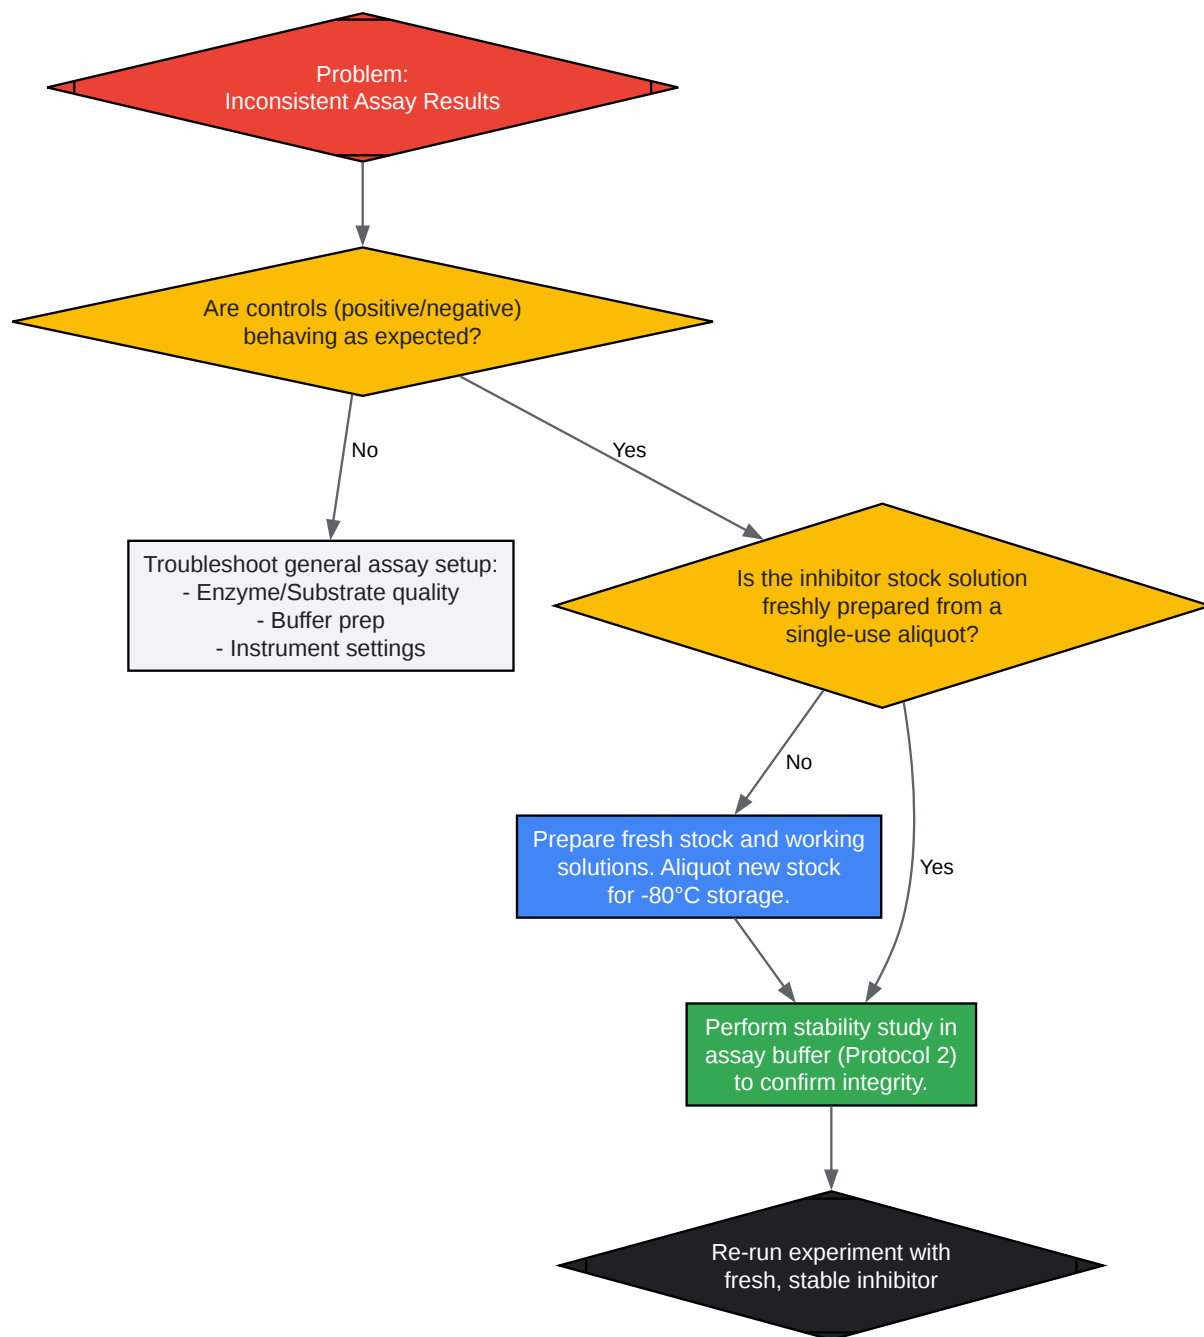 Problem:
Inconsistent Assay Results
Are controls (positive/negative)
behaving as expected?
No
Yes
Troubleshoot general assay setup:
- Enzyme/Substrate quality
- Buffer prep
- Instrument settings
Is the inhibitor stock solution
freshly prepared from a
single-use aliquot?
No
Prepare fresh stock and working
solutions. Aliquot new stock
for -80°C storage.
Yes
Perform stability study in
assay buffer (Protocol 2)
to confirm integrity.
Re-run experiment with
fresh, stable inhibitor